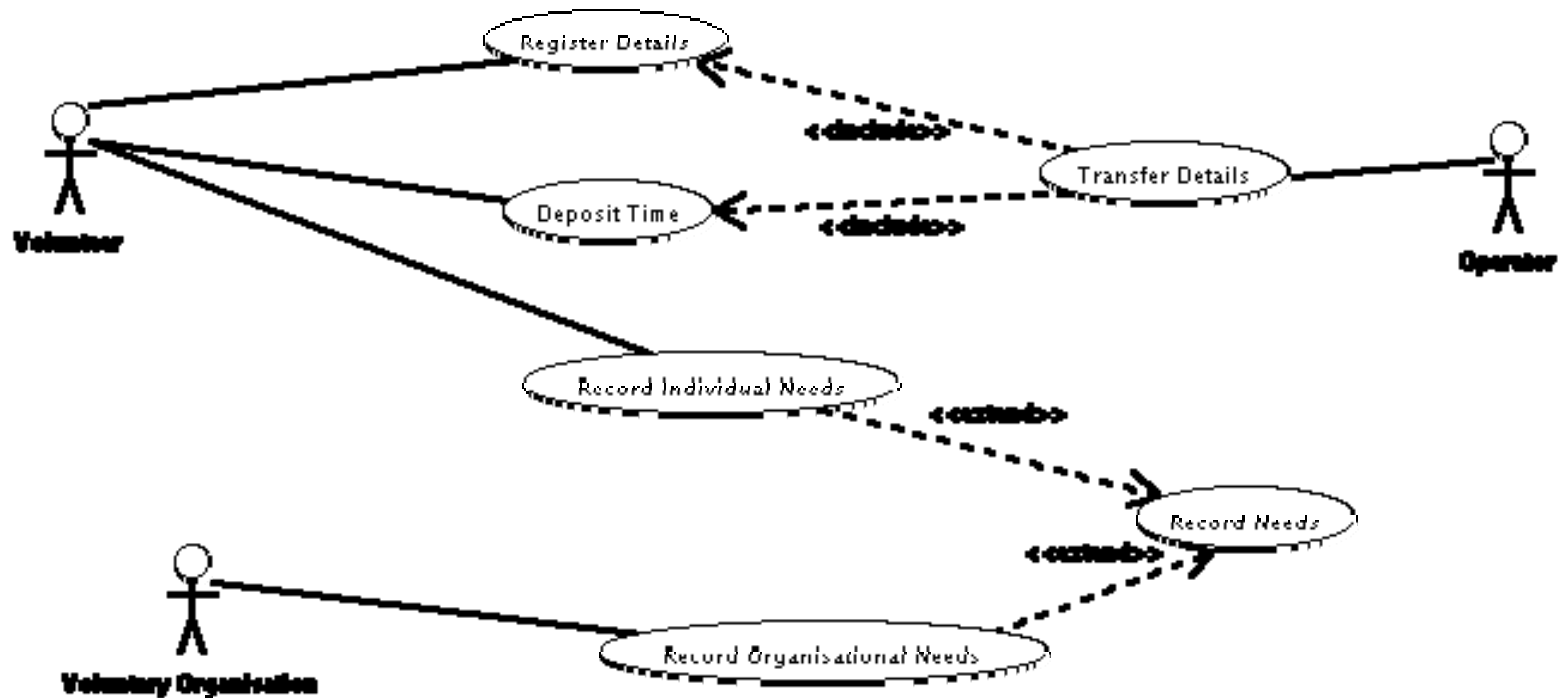 Register Details
<<include>>
Transfer Details
Deposit Time
<<include>>
Volunteer
Operator
Record Individual Needs
<<extend>>
Record Needs
<<extend>>
Record Organisational Needs
Voluntary Organisation